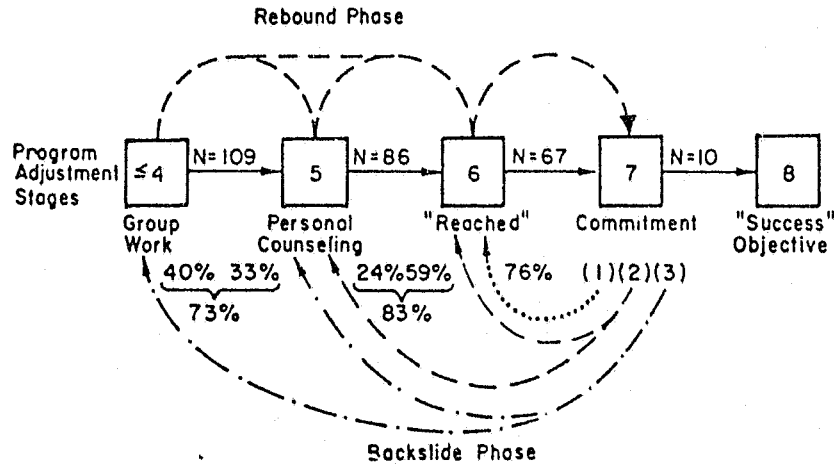 Rebound Phase
Program
Adjustment
Stages
≤4 N=109 5 N=86 6 N=67 7 N=10 8
Group
Work
Personal
Counseling
"Reached"
Commitment
"Success"
Objective
40% 33% 24% 59% 76% (1)(2)(3)
73% 83%
Backslide Phase